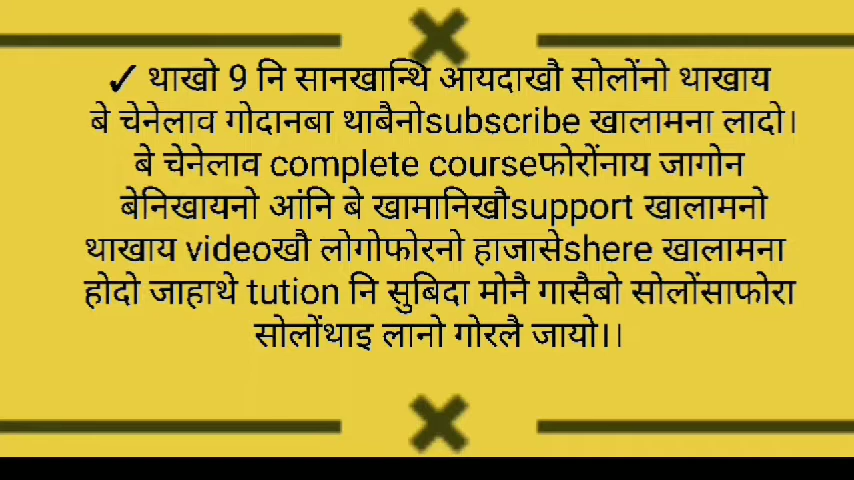 ✓ थाखो 9 नि सानखान्थि आयदाखौ सोलोंनो थाखाय
बे चेनेलाव गोदानबा थाबैनोsubscribe खालामना लादो।
बे चेनेलाव complete courseफोरोंनाय जागोन
बेनिखायनो आंनि बे खामानिखौsupport खालामनो
थाखाय videoखौ लोगोफोरनो हाजासेshere खालामना
होदो जाहाथे tution नि सुबिदा मोनै गासैबो सोलोंसाफोरा
सोलोंथाइ लानो गोरलै जायो।।